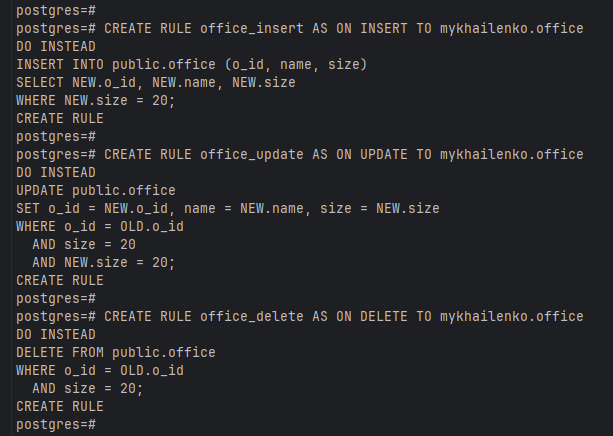 postgres=#
postgres=# CREATE RULE office_insert AS ON INSERT TO mykhailenko.office
DO INSTEAD
INSERT INTO public.office (o_id, name, size)
SELECT NEW.o_id, NEW.name, NEW.size
WHERE NEW.size = 20;
CREATE RULE
postgres=#
postgres=# CREATE RULE office_update AS ON UPDATE TO mykhailenko.office
DO INSTEAD
UPDATE public.office
SET o_id = NEW.o_id, name = NEW.name, size = NEW.size
WHERE o_id = OLD.o_id
  AND size = 20
  AND NEW.size = 20;
CREATE RULE
postgres=#
postgres=# CREATE RULE office_delete AS ON DELETE TO mykhailenko.office
DO INSTEAD
DELETE FROM public.office
WHERE o_id = OLD.o_id
  AND size = 20;
CREATE RULE
postgres=#